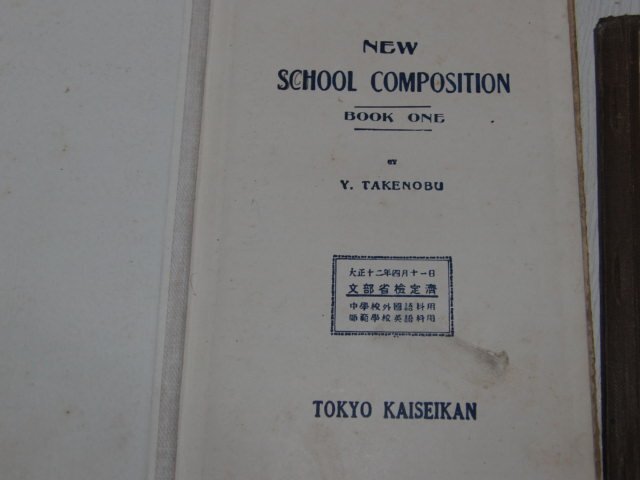 NEW
SCHOOL COMPOSITION
BOOK ONE
BY
Y. TAKENOBU
大正十二年四月十一日
文部省檢定濟
中學校外國語科用
師範學校英語科用
TOKYO KAISEIKAN